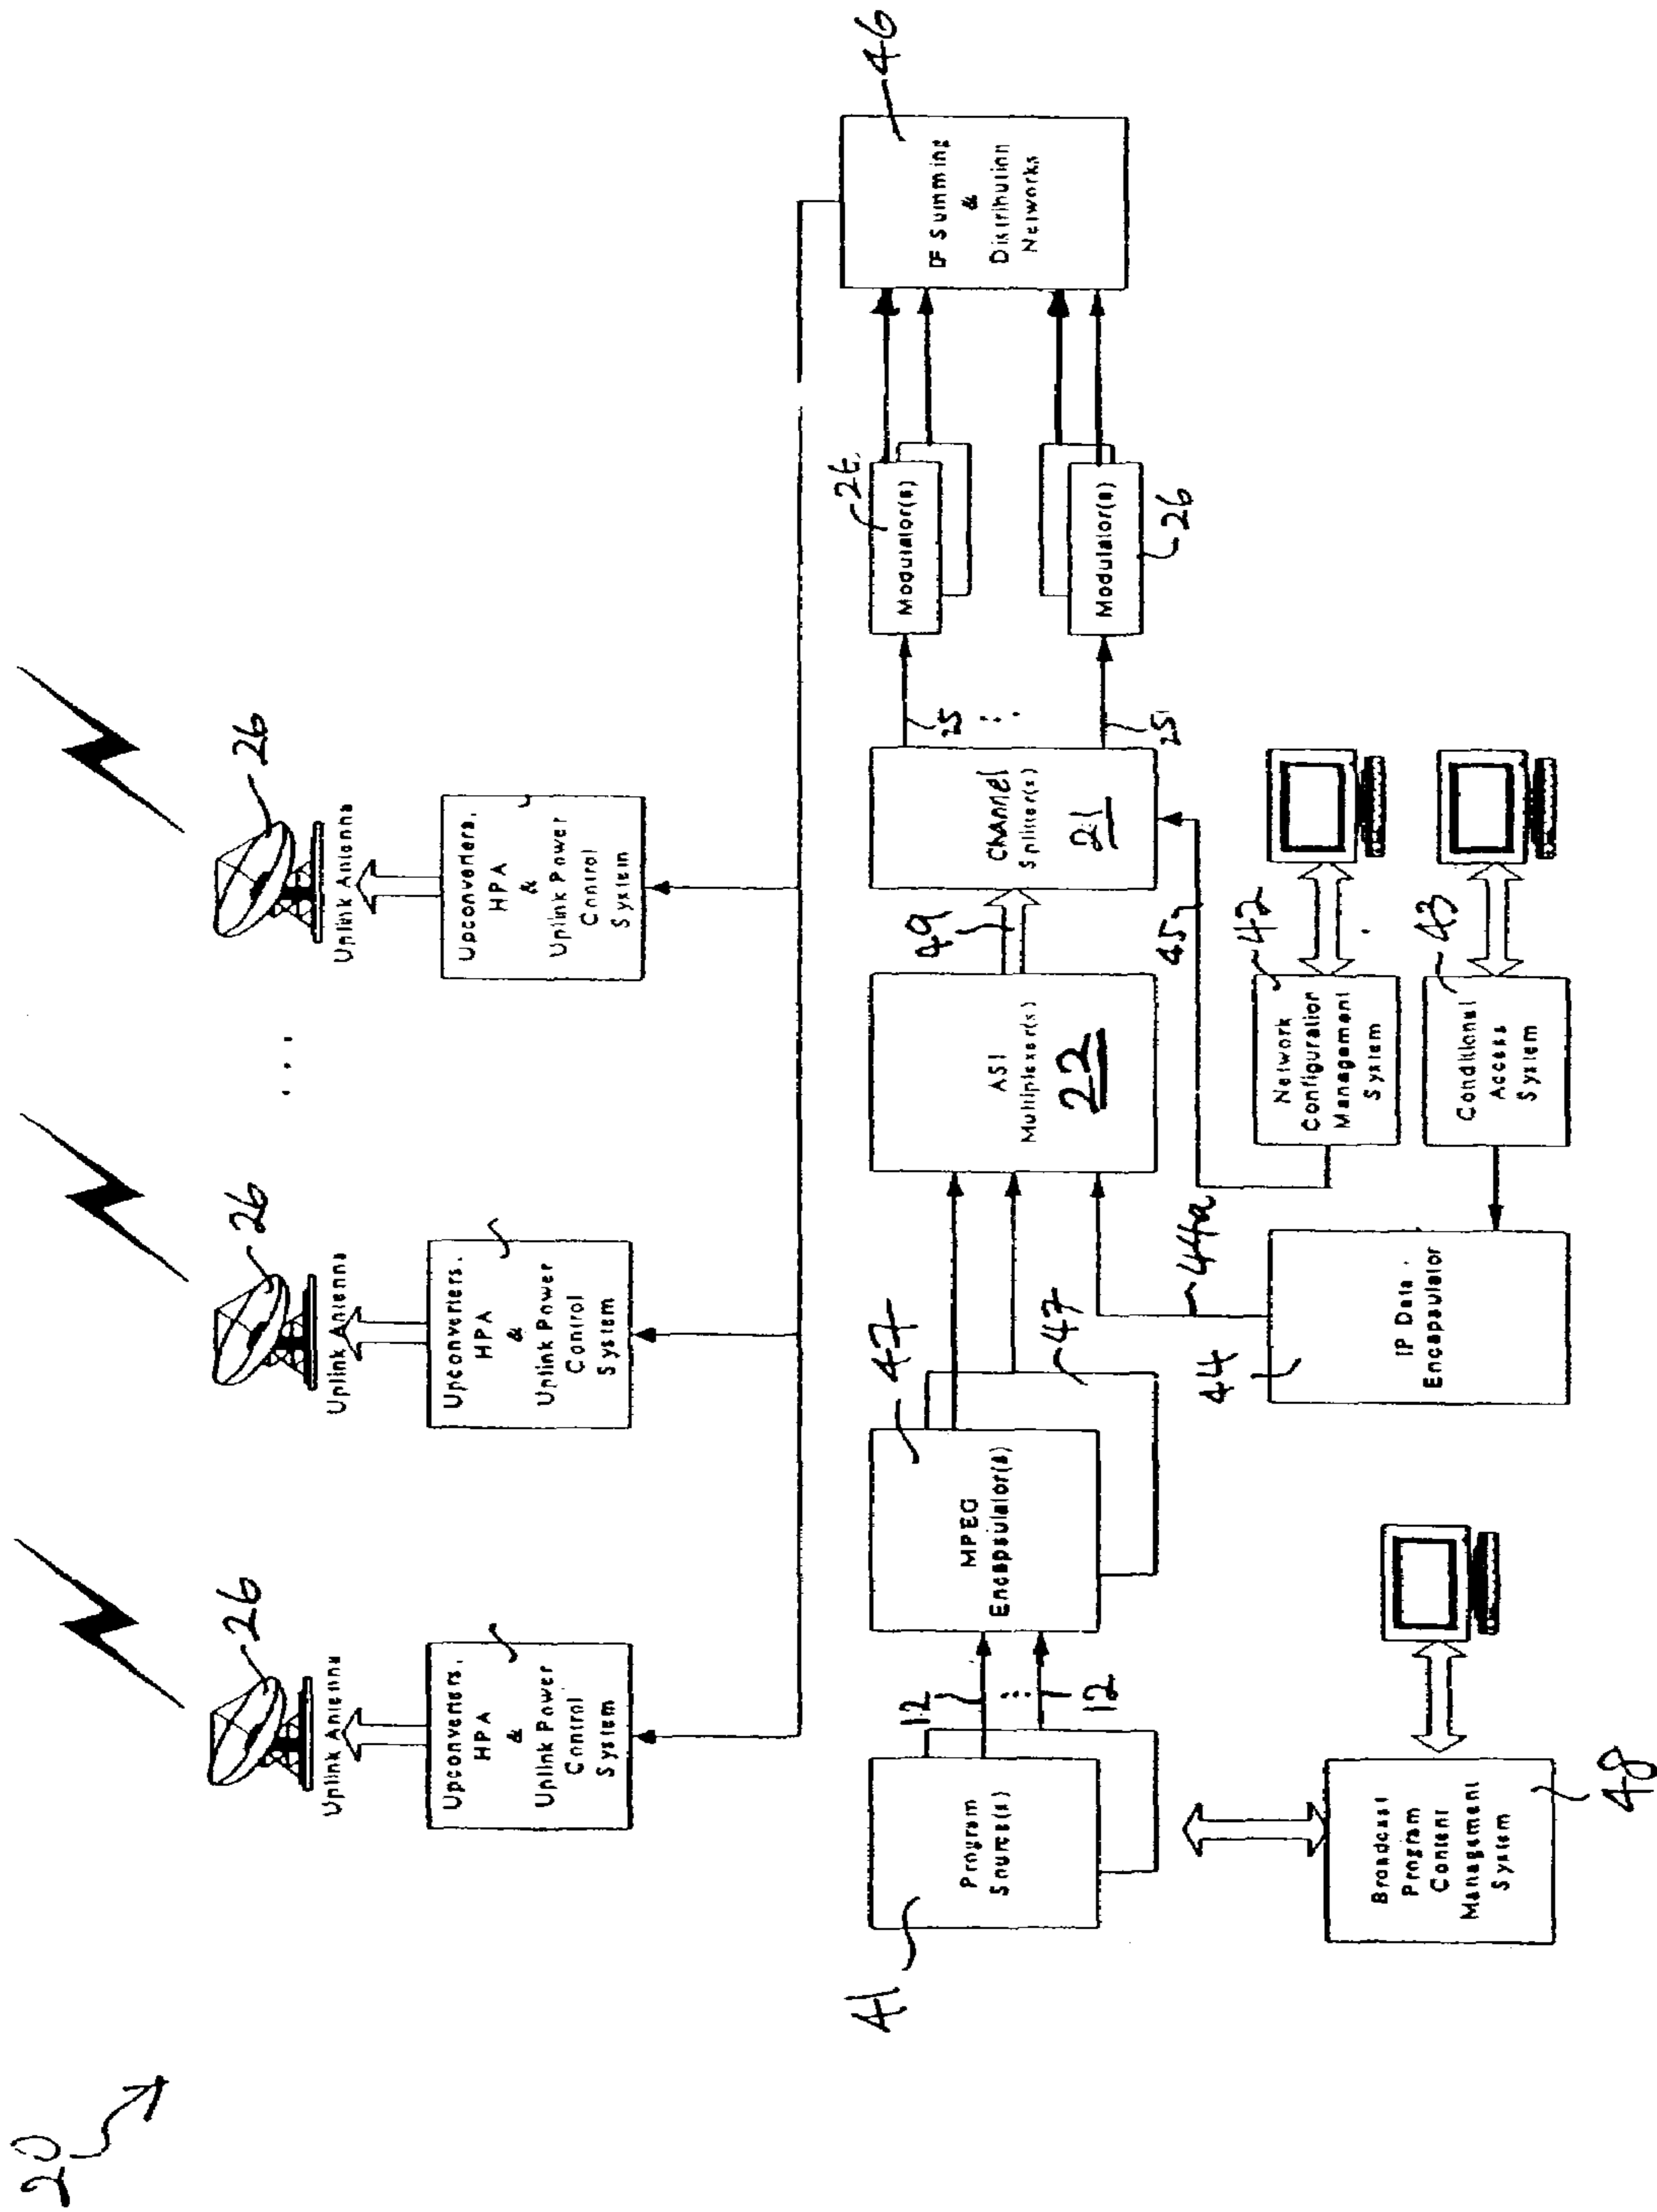 20
26
Uplink Antenna
Upconverters,
HPA
&
Uplink Power
Control
System
26
Uplink Antenna
Upconverters,
HPA
&
Uplink Power
Control
System
. . .
26
Uplink Antenna
Upconverters,
HPA
&
Uplink Power
Control
System
41
Program
Sources(s)
12
12
47
MPEG
Encapsulator(s)
47
44a
ASI
Multiplexer(s)
22
49
Channel
Splitter(s)
21
25
25
26
Modulator(s)
Modulator(s)
26
46
IF Summing
&
Distribution
Networks
45
48
Broadcast
Program
Content
Management
System
44
IP Data
Encapsulator
42
Network
Configuration
Management
System
43
Conditional
Access
System